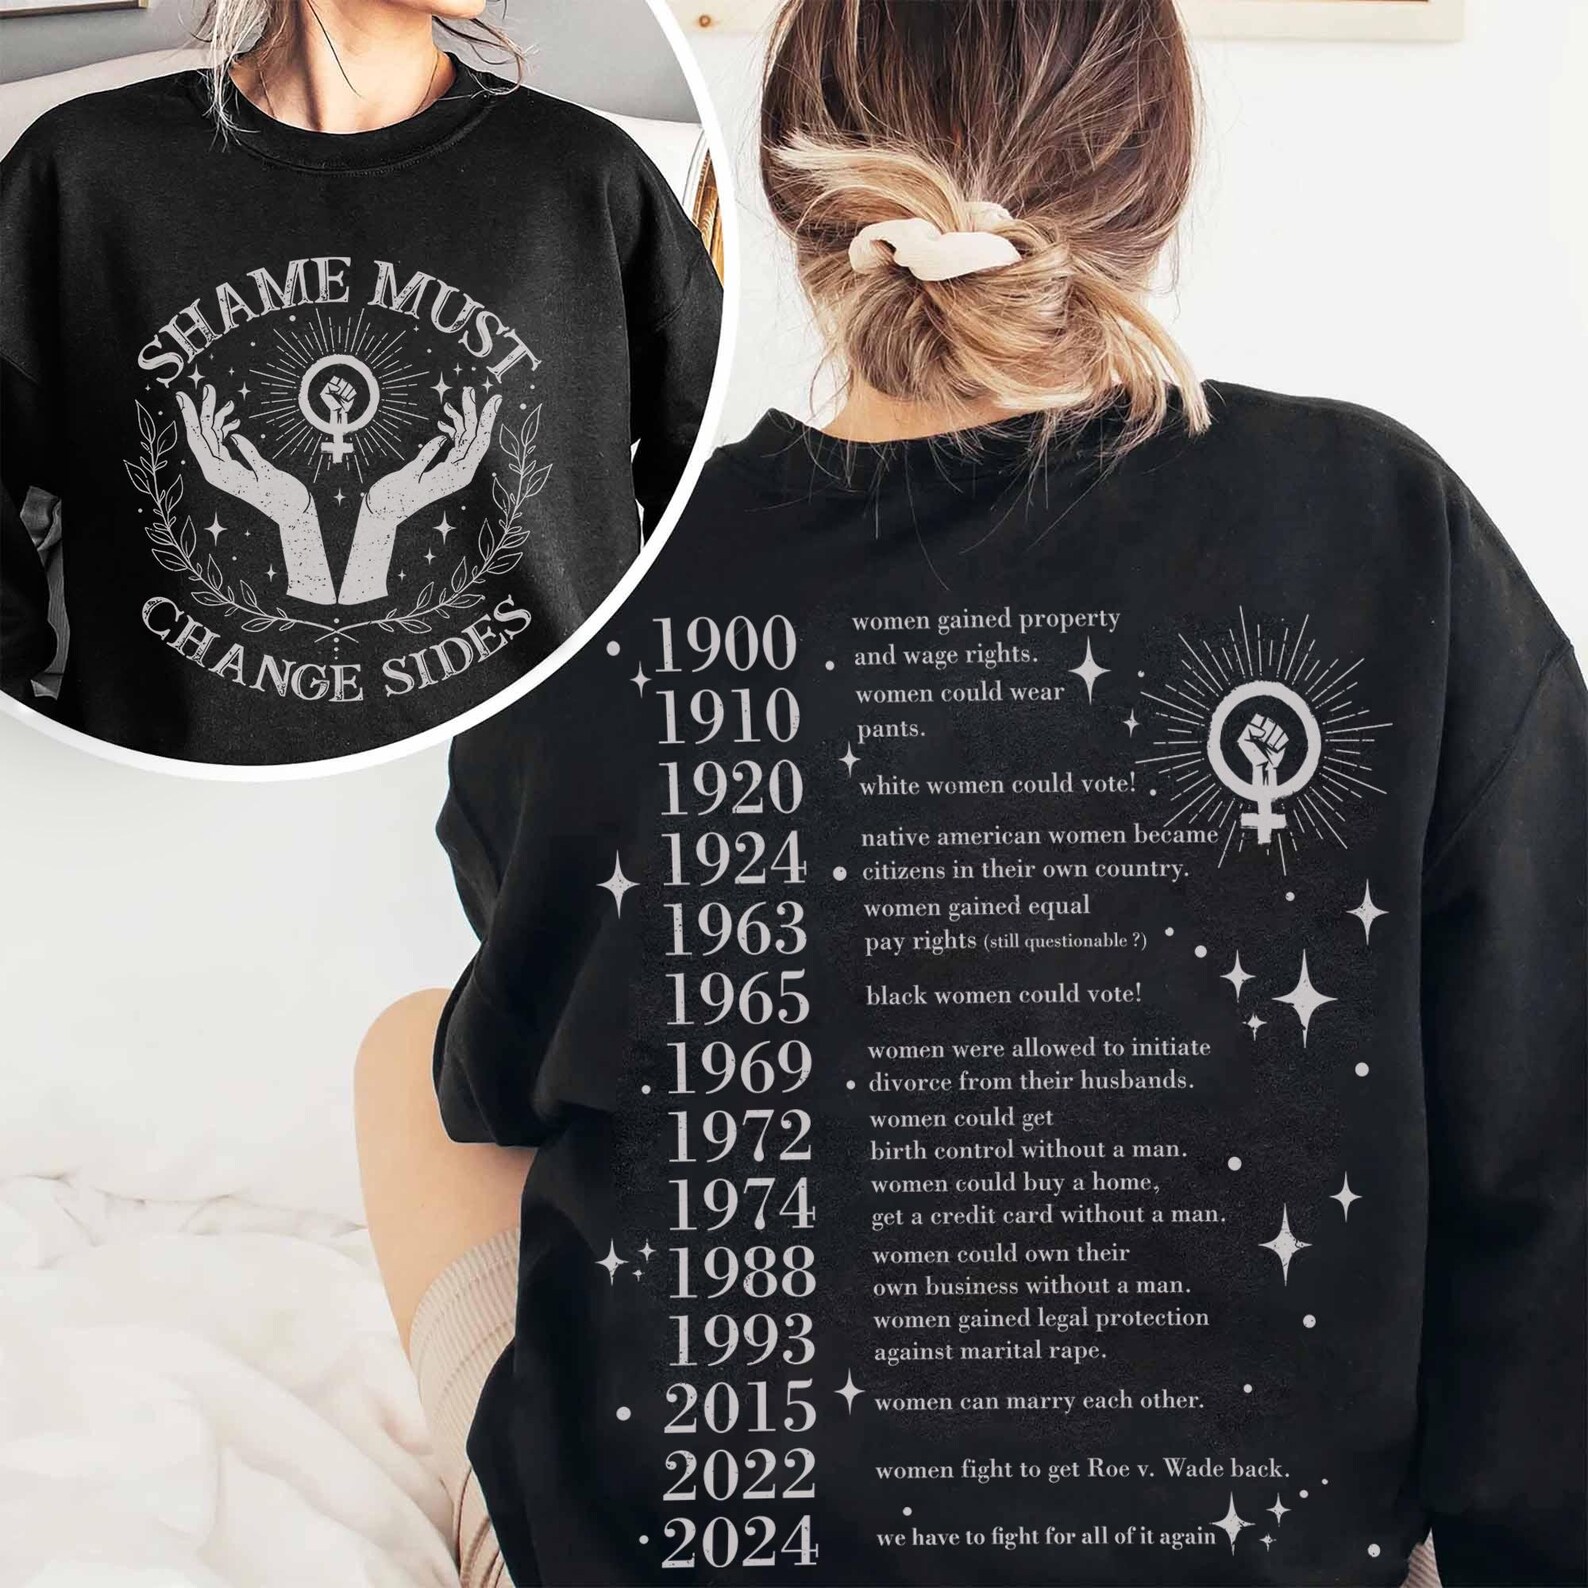 SHAME MUST
CHANGE SIDES
1900 women gained property
and wage rights.
1910 women could wear
pants.
1920 white women could vote!
1924 native american women became
citizens in their own country.
1963 women gained equal
pay rights (still questionable ?)
1965 black women could vote!
1969 women were allowed to initiate
divorce from their husbands.
1972 women could get
birth control without a man.
1974 women could buy a home,
get a credit card without a man.
1988 women could own their
own business without a man.
1993 women gained legal protection
against marital rape.
2015 women can marry each other.
2022 women fight to get Roe v. Wade back.
2024 we have to fight for all of it again